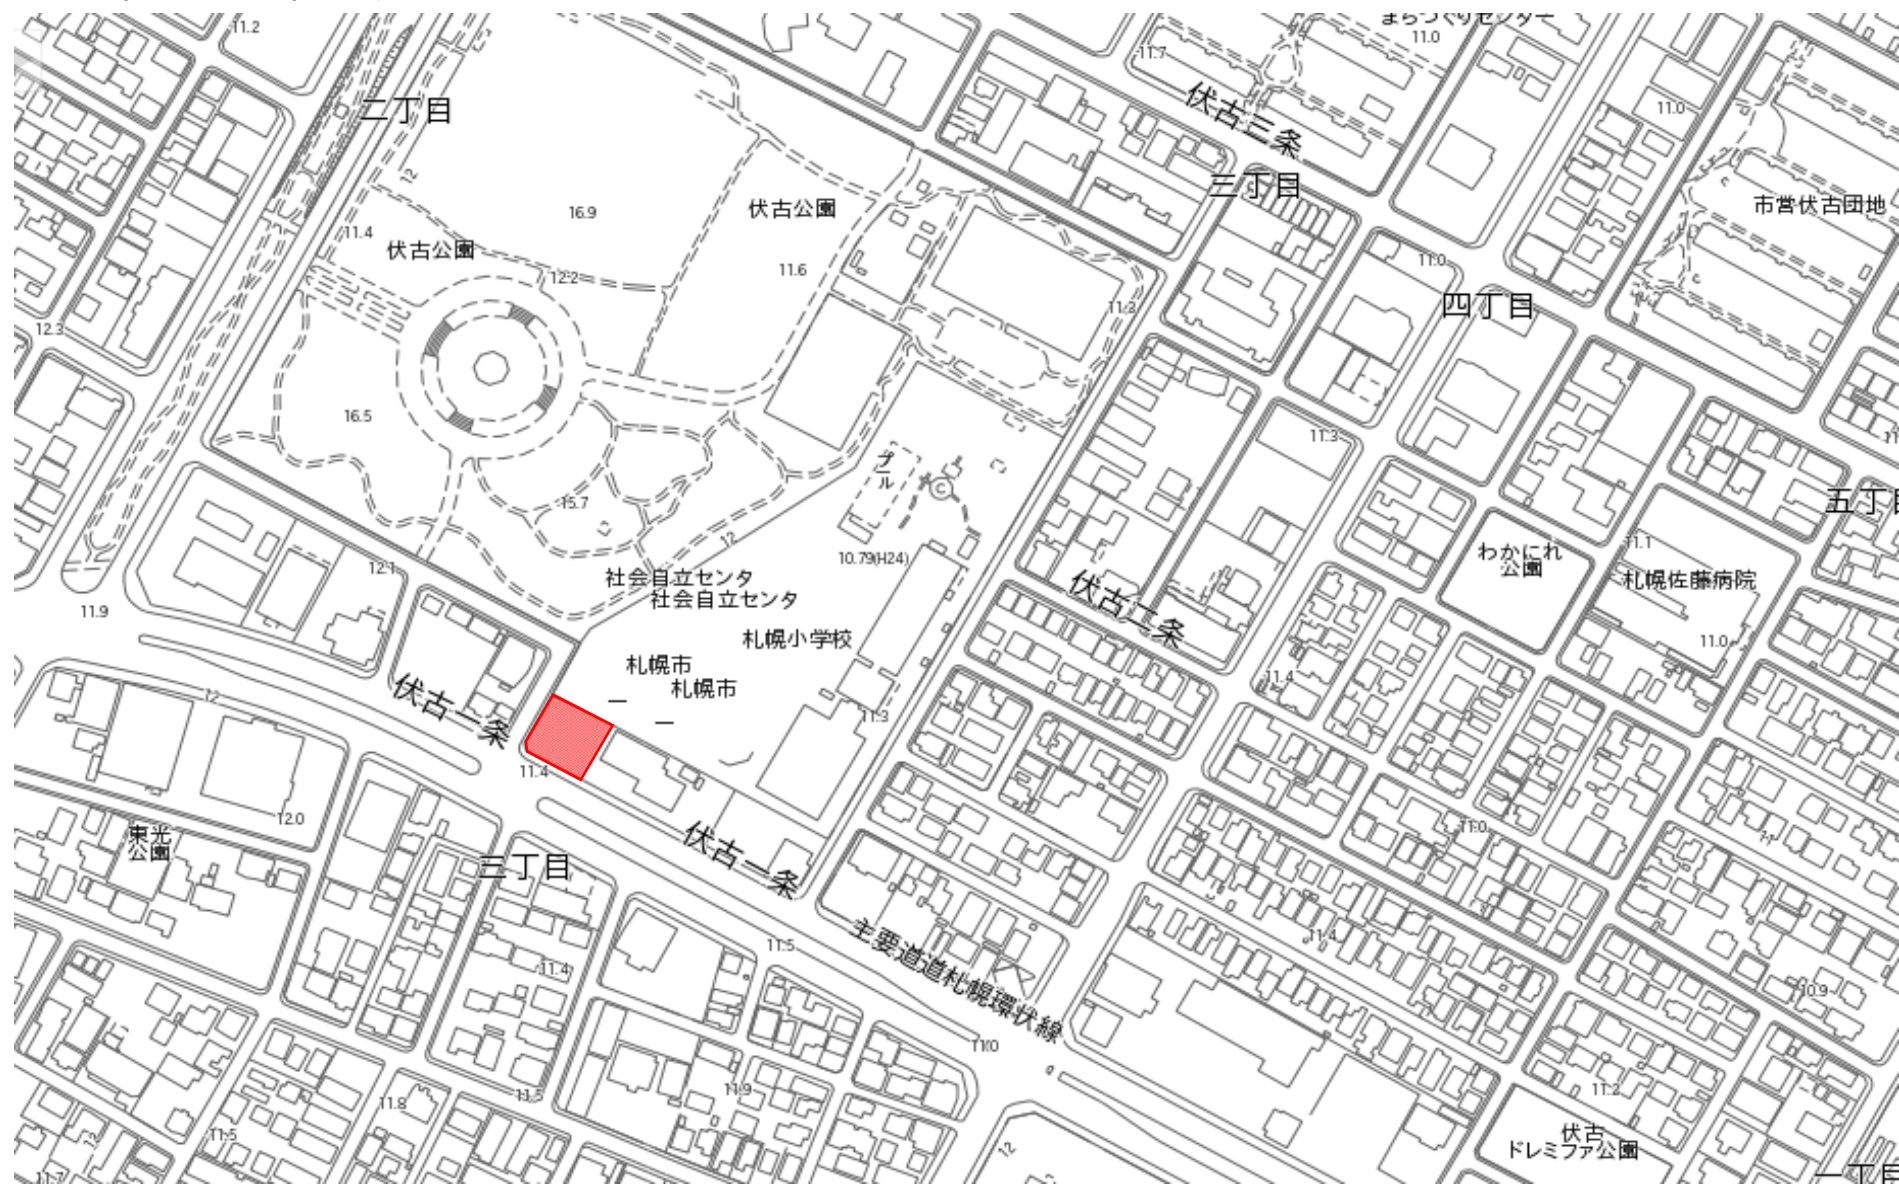 11.2
まちづくりセンター
11.0
11.7
二丁目
伏古三条
11.0
12
三丁目
市営伏古団地
16.9
伏古公園
11.4
伏古公園
11.6
12.2
11.0
四丁目
11.3
12.3
16.5
11.3
プール
15.7
五丁目
12
10.79(H24)
わかにれ
公園
11.1
札幌佐藤病院
12.1
社会自立センタ
社会自立センタ
伏古二条
11.9
札幌小学校
11.0
札幌市
札幌市
11.4
12
伏古一条
11.3
11.4
12.0
東光
公園
三丁目
伏古一条
11.0
11.5
主要道道札幌環状線
11.4
11.4
10.9
11.0
11.9
11.5
11.8
11.2
11.5
12
12
伏古
ドレミファ公園
11.7
一丁目